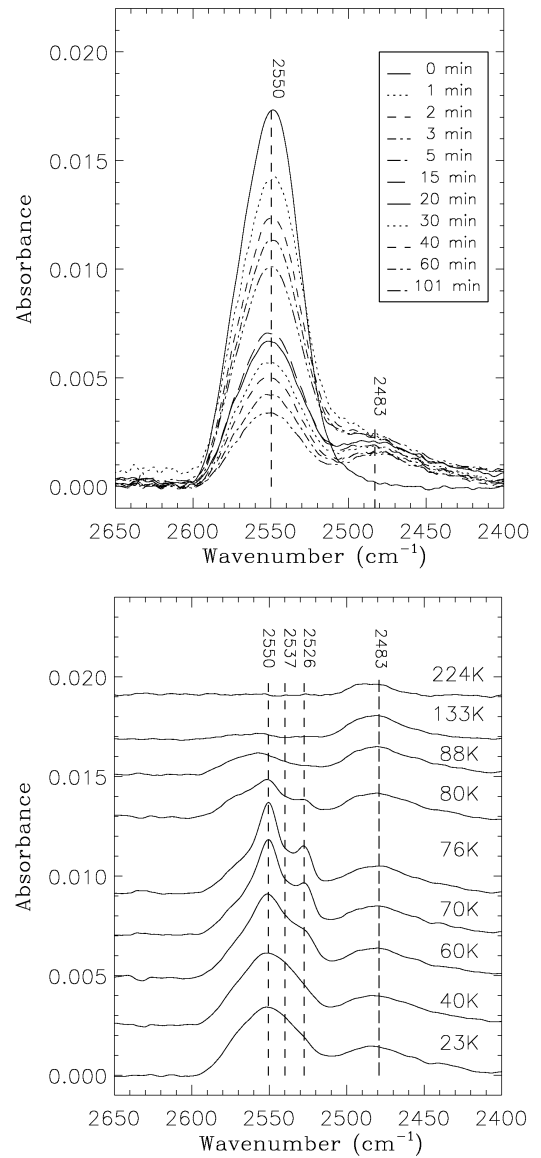 0.020
0.015
0.010
0.005
0.000
Absorbance
2550
2483
0 min
1 min
2 min
3 min
5 min
15 min
20 min
30 min
40 min
60 min
101 min
2650 2600 2550 2500 2450 2400
Wavenumber (cm⁻¹)
0.020
0.015
0.010
0.005
0.000
Absorbance
2550
2537
2526
2483
224K
133K
88K
80K
76K
70K
60K
40K
23K
2650 2600 2550 2500 2450 2400
Wavenumber (cm⁻¹)